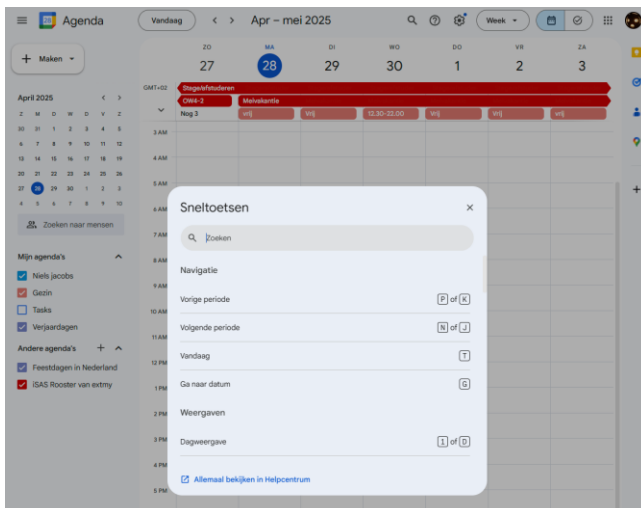 Agenda
Vandaag
Apr – mei 2025
Week
Maken
ZO MA DI WO DO VR ZA
27 28 29 30 1 2 3
GMT+02
Stage/afstuderen
OW4-2 Meivakantie
Nog 3 vrij Vrij 12.30-22.00 Vrij vrij vrij
April 2025
Z M D W D V Z
30 31 1 2 3 4 5
6 7 8 9 10 11 12
13 14 15 16 17 18 19
20 21 22 23 24 25 26
27 28 29 30 1 2 3
4 5 6 7 8 9 10
Zoeken naar mensen
Mijn agenda's
Niels jacobs
Gezin
Tasks
Verjaardagen
Andere agenda's
Feestdagen in Nederland
iSAS Rooster van extmy
3 AM
4 AM
5 AM
6 AM
7 AM
8 AM
9 AM
10 AM
11 AM
12 PM
1 PM
2 PM
3 PM
4 PM
5 PM
Sneltoetsen
Zoeken
Navigatie
Vorige periode P of K
Volgende periode N of J
Vandaag T
Ga naar datum G
Weergaven
Dagweergave 1 of D
Allemaal bekijken in Helpcentrum